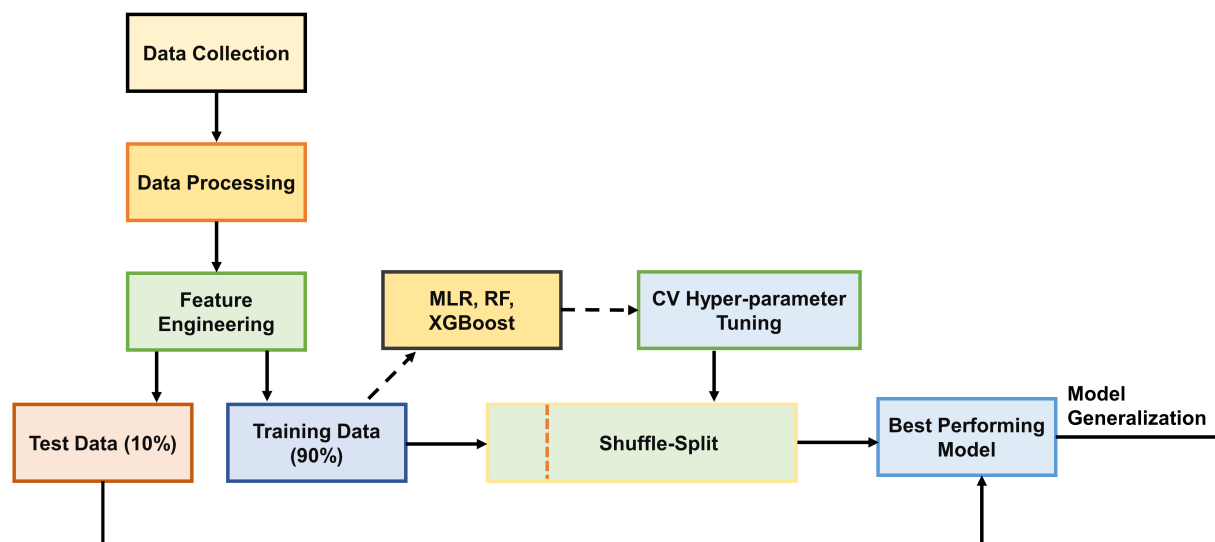 Data Collection
Data Processing
Feature
Engineering
MLR, RF,
XGBoost
CV Hyper-parameter
Tuning
Test Data (10%)
Training Data
(90%)
Shuffle-Split
Best Performing
Model
Model
Generalization